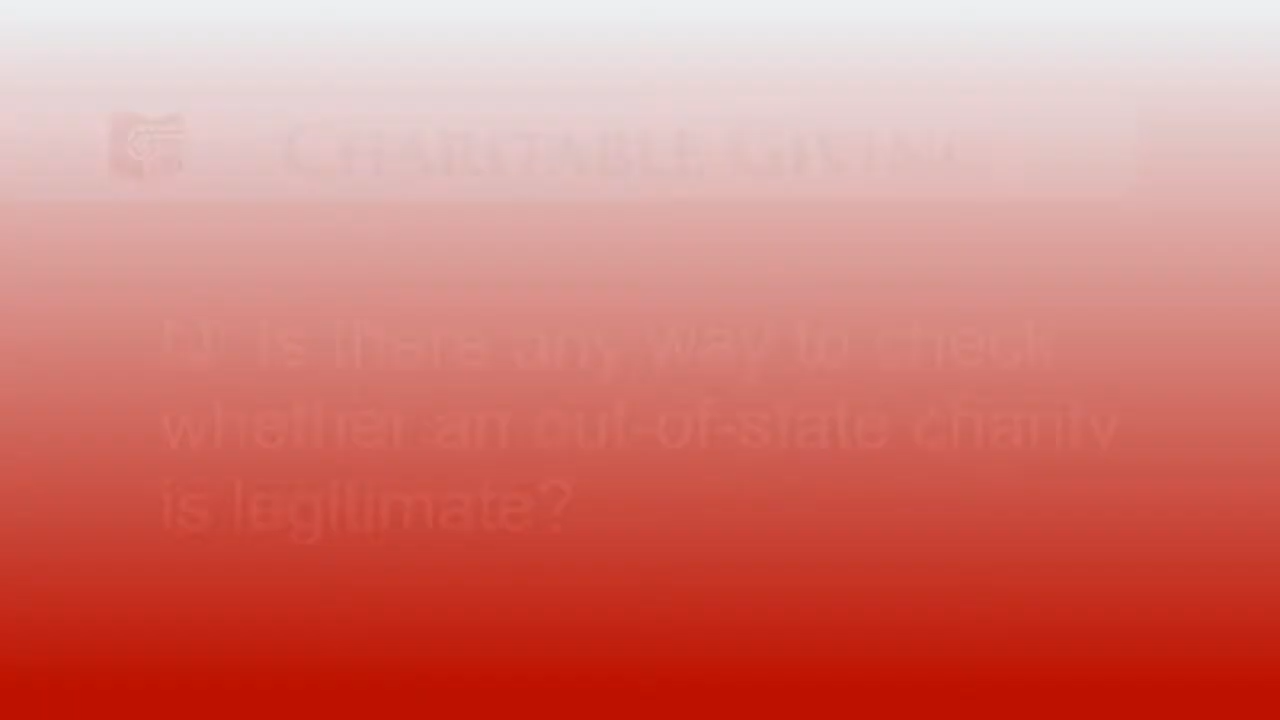 CHARITABLE GIVING
Q: Is there any way to check
whether an out-of-state charity
is legitimate?